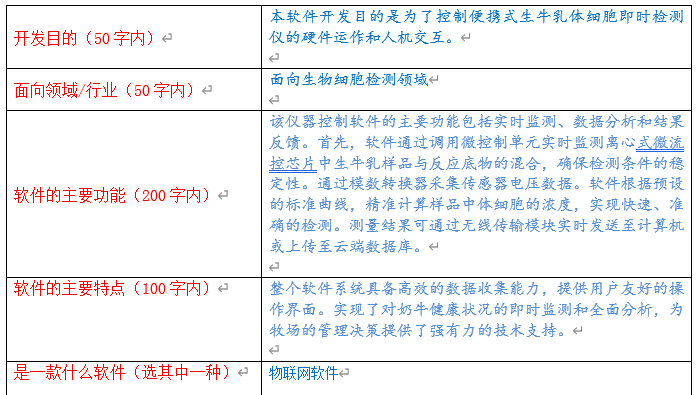 开发目的（50 字内）
本软件开发目的是为了控制便携式生牛乳体细胞即时检测
仪的硬件运作和人机交互。
面向领域/行业（50 字内）
面向生物细胞检测领域
软件的主要功能（200 字内）
该仪器控制软件的主要功能包括实时监测、数据分析和结果
反馈。首先，软件通过调用微控制单元实时监测离心式微流
控芯片中生牛乳样品与反应底物的混合，确保检测条件的稳
定性。通过模数转换器采集传感器电压数据。软件根据预设
的标准曲线，精准计算样品中体细胞的浓度，实现快速、准
确的检测。测量结果可通过无线传输模块实时发送至计算机
或上传至云端数据库。
软件的主要特点（100 字内）
整个软件系统具备高效的数据收集能力，提供用户友好的操
作界面。实现了对奶牛健康状况的即时监测和全面分析，为
牧场的管理决策提供了强有力的技术支持。
是一款什么软件（选其中一种）
物联网软件